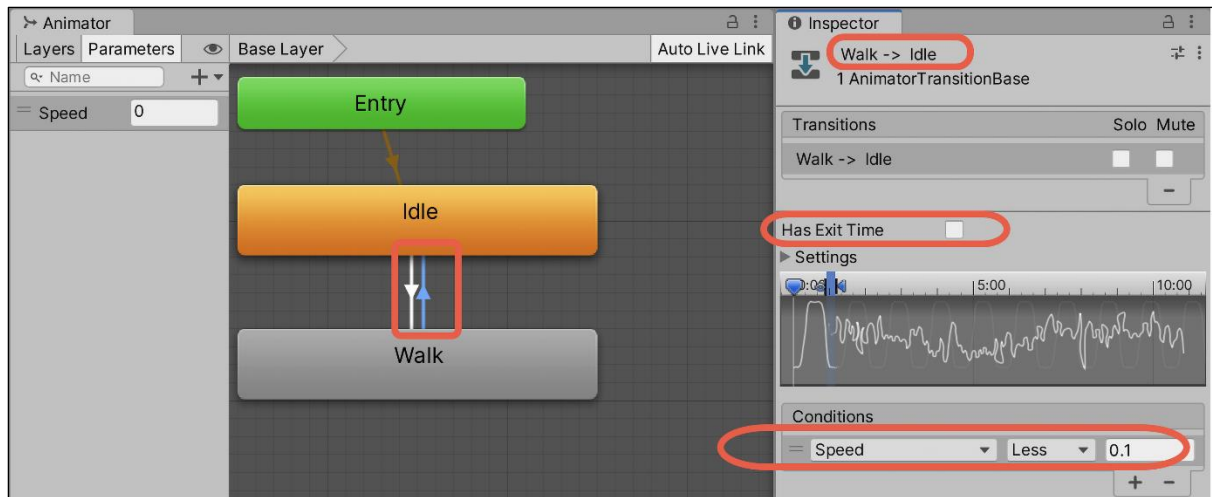 Animator
Layers Parameters
Base Layer
Auto Live Link
Name
Speed 0
Entry
Idle
Walk
Inspector
Walk -> Idle
1 AnimatorTransitionBase
Transitions Solo Mute
Walk -> Idle
Has Exit Time
Settings
5:00 10:00
Conditions
Speed Less 0.1